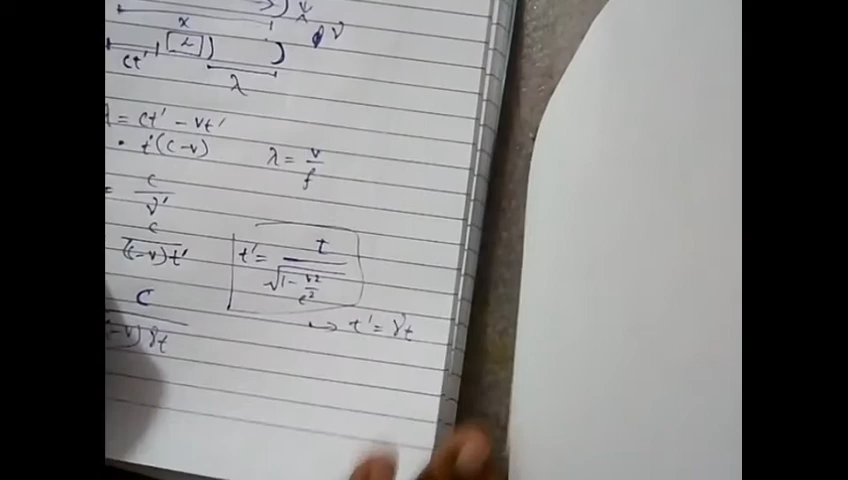 x
ν
ct'
λ
λ = ct' - vt'
t'(c-v)
λ = v/f
= c/ν'
c/(c-v)t'
t' = t/√1 - v²/c²
c/(c-v)γt
→ t' = γt